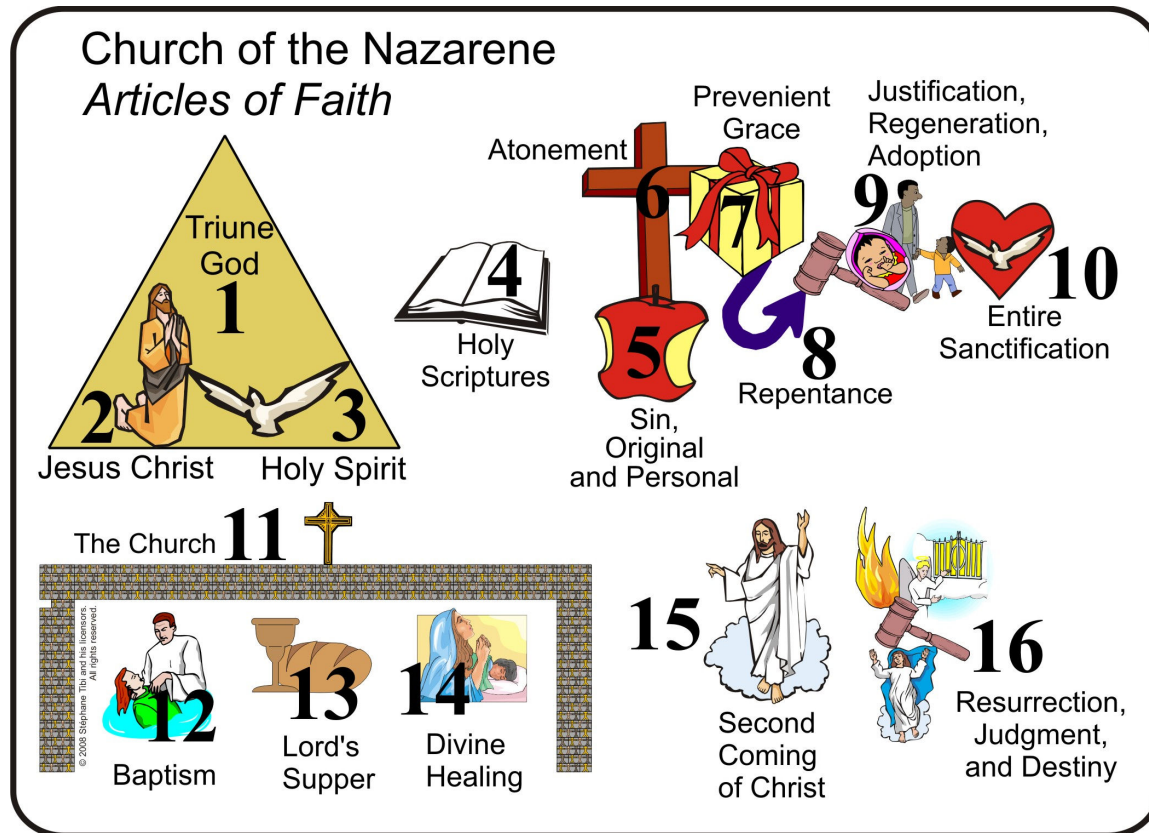 Church of the Nazarene
Articles of Faith
Triune
God
1
2
3
Jesus Christ
Holy Spirit
4
Holy
Scriptures
Atonement
6
5
Sin,
Original
and Personal
Prevenient
Grace
7
8
Repentance
Justification,
Regeneration,
Adoption
9
10
Entire
Sanctification
The Church
11
© 2008 Stéphane Tibi and his licensors.
All rights reserved.
12
Baptism
13
Lord's
Supper
14
Divine
Healing
15
Second
Coming
of Christ
16
Resurrection,
Judgment,
and Destiny